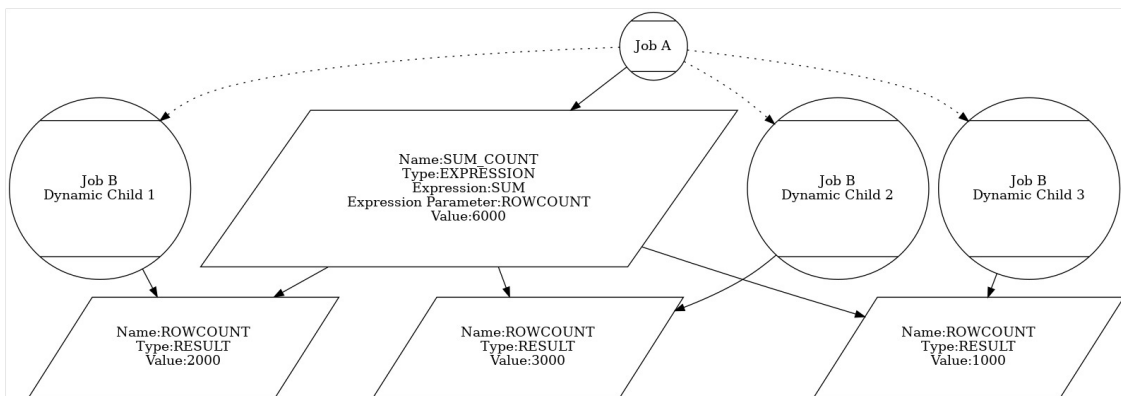 Job A
Job B
Dynamic Child 1
Name:SUM_COUNT
Type:EXPRESSION
Expression:SUM
Expression Parameter:ROWCOUNT
Value:6000
Job B
Dynamic Child 2
Job B
Dynamic Child 3
Name:ROWCOUNT
Type:RESULT
Value:2000
Name:ROWCOUNT
Type:RESULT
Value:3000
Name:ROWCOUNT
Type:RESULT
Value:1000